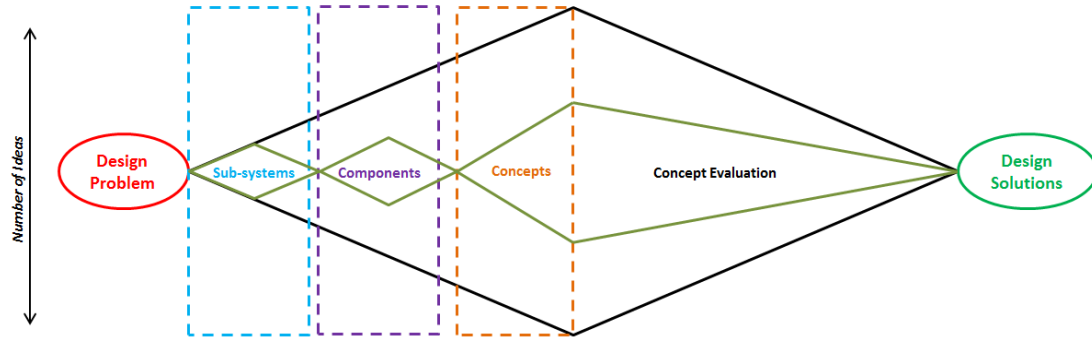 Number of Ideas
Design
Problem
Sub-systems
Components
Concepts
Concept Evaluation
Design
Solutions